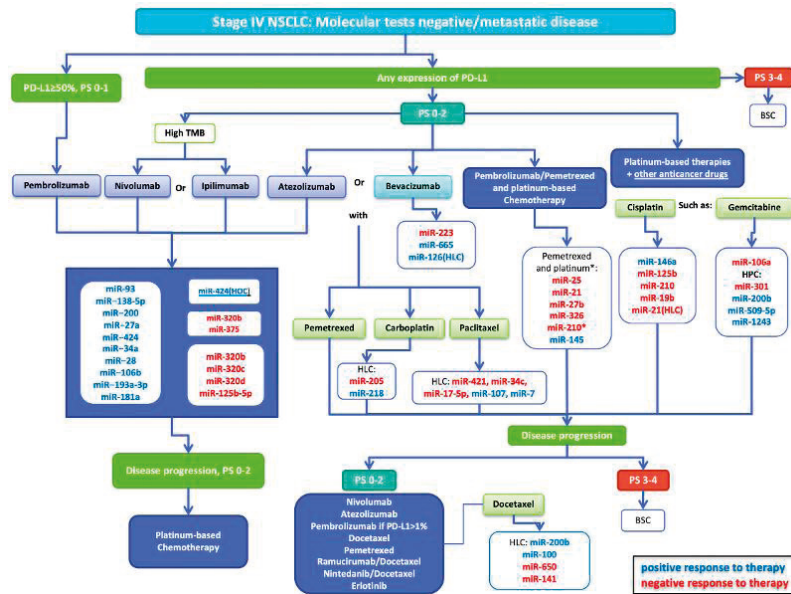 Stage IV NSCLC: Molecular tests negative/metastatic disease
PD-L1≥50%, PS 0-1
Any expression of PD-L1
PS 3-4
BSC
PS 0-2
High TMB
Pembrolizumab
Nivolumab
Or
Ipilimumab
Atezolizumab
Or
Bevacizumab
Pembrolizumab/Pemetrexed
and platinum-based
Chemotherapy
Platinum-based therapies
+ other anticancer drugs
with
miR-223
miR-665
miR-126(HLC)
Cisplatin
Such as:
Gemcitabine
Pemetrexed
and platinum*:
miR-25
miR-21
miR-27b
miR-326
miR-210*
miR-145
miR-146a
miR-125b
miR-210
miR-19b
miR-21(HLC)
miR-106a
HPC:
miR-301
miR-200b
miR-509-5p
miR-1243
miR-93
miR-138-5p
miR-200
miR-27a
miR-424
miR-34a
miR-28
miR-106b
miR-193a-3p
miR-181a
miR-424(HOC)
miR-320b
miR-375
miR-320b
miR-320c
miR-320d
miR-125b-5p
Pemetrexed
Carboplatin
Paclitaxel
HLC:
miR-205
miR-218
HLC: miR-421, miR-34c,
miR-17-5p, miR-107, miR-7
Disease progression
Disease progression, PS 0-2
Platinum-based
Chemotherapy
PS 0-2
PS 3-4
BSC
Nivolumab
Atezolizumab
Pembrolizumab if PD-L1>1%
Docetaxel
Pemetrexed
Ramucirumab/Docetaxel
Nintedanib/Docetaxel
Erlotinib
Docetaxel
HLC: miR-200b
miR-100
miR-650
miR-141
positive response to therapy
negative response to therapy